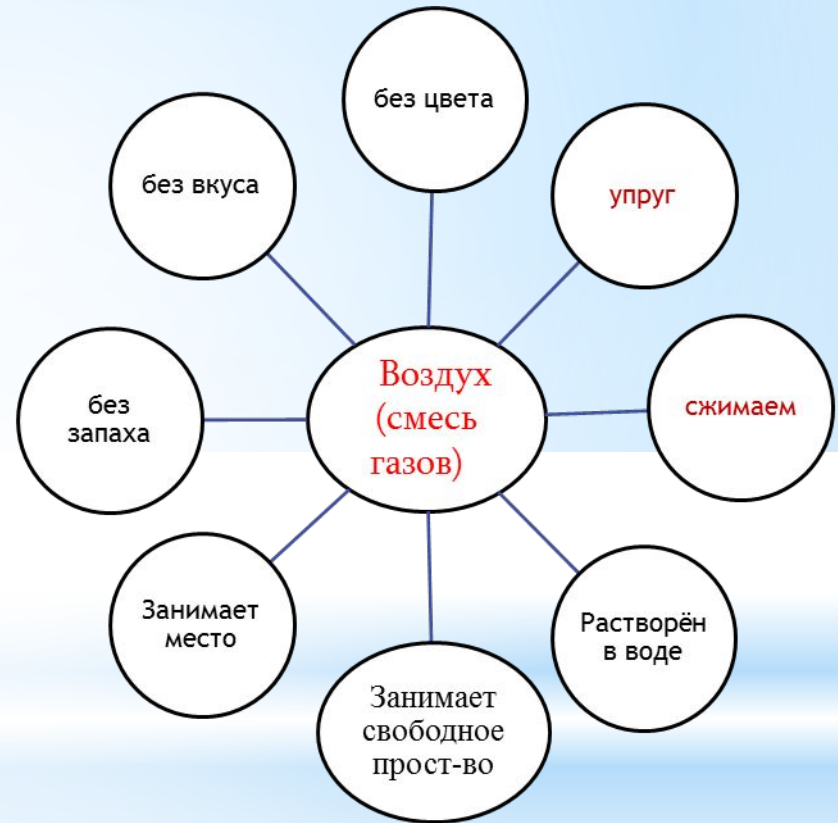 без цвета
без вкуса
упруг
Воздух
(смесь
газов)
без
запаха
сжимаем
Занимает
место
Растворён
в воде
Занимает
свободное
прост-во